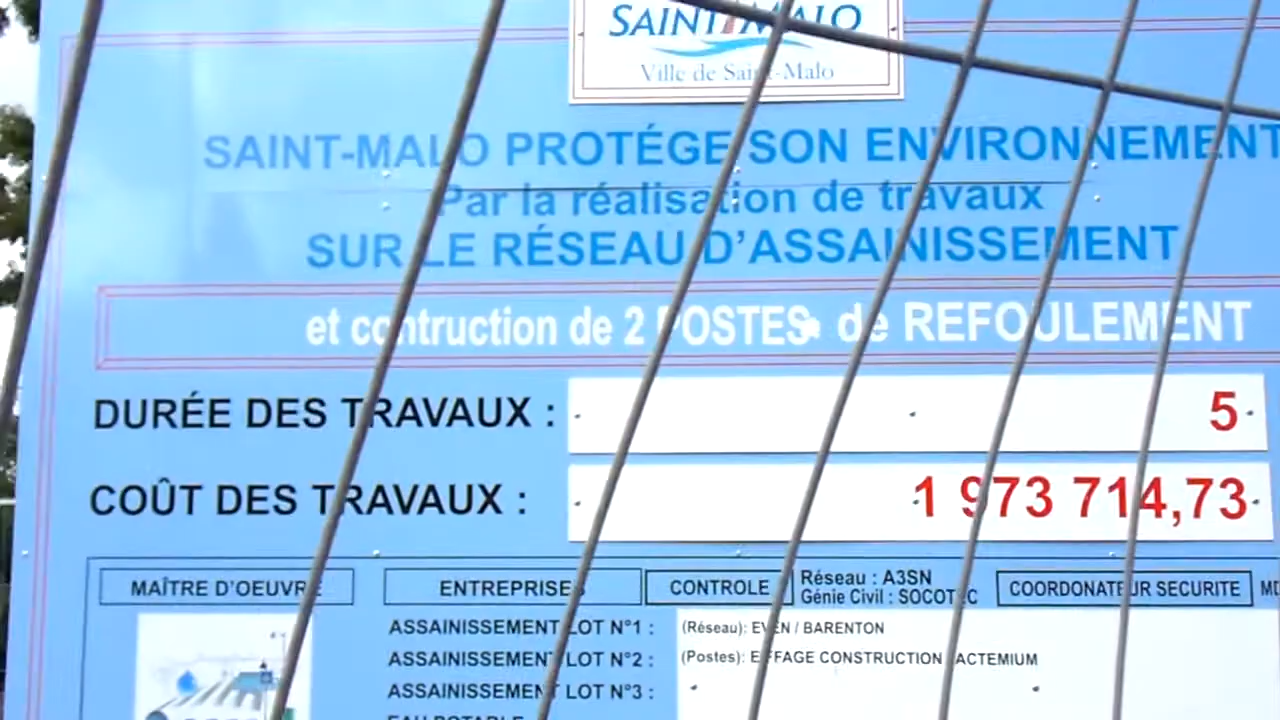 SAINT-MALO
Ville de Saint-Malo
SAINT-MALO PROTÉGE SON ENVIRONNEMENT
Par la réalisation de travaux
SUR LE RÉSEAU D'ASSAINISSEMENT
et contruction de 2 POSTES de REFOULEMENT
DURÉE DES TRAVAUX : 5
COÛT DES TRAVAUX : 1 973 714,73
MAÎTRE D'OEUVRE ENTREPRISES CONTROLE Réseau : A3SN COORDONATEUR SECURITE
Génie Civil : SOCOTEC
ASSAINISSEMENT LOT N°1 : (Réseau): EVEN / BARENTON
ASSAINISSEMENT LOT N°2 : (Postes): EIFFAGE CONSTRUCTION / ACTEMIUM
ASSAINISSEMENT LOT N°3 :
EAU POTABLE